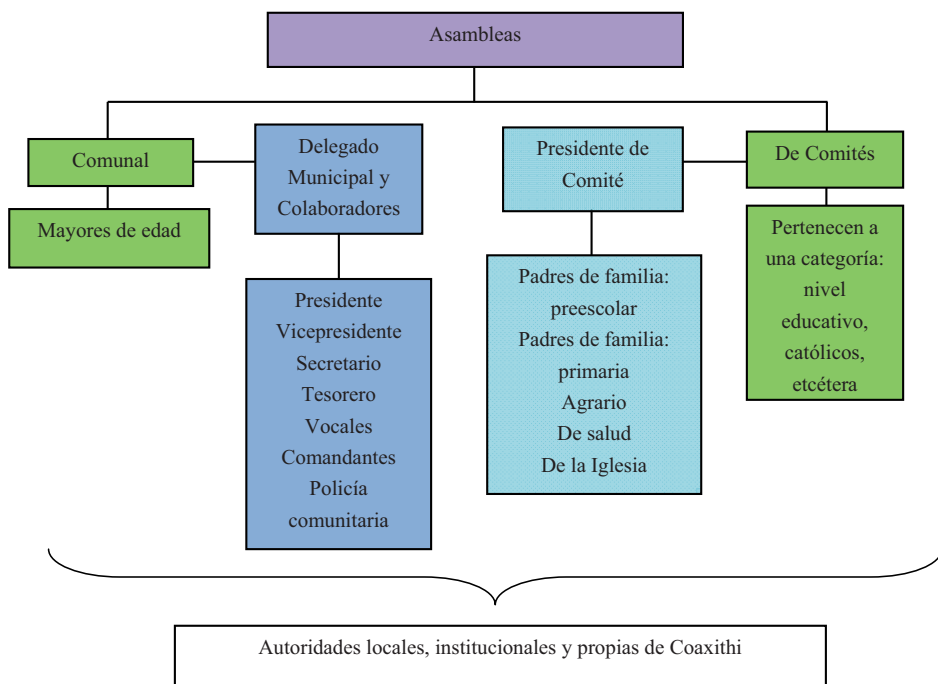 Asambleas
Comunal
Delegado
Municipal y
Colaboradores
Presidente de
Comité
De Comités
Mayores de edad
Presidente
Vicepresidente
Secretario
Tesorero
Vocales
Comandantes
Policía
comunitaria
Padres de familia:
preescolar
Padres de familia:
primaria
Agrario
De salud
De la Iglesia
Pertenecen a
una categoría:
nivel
educativo,
católicos,
etcétera
Autoridades locales, institucionales y propias de Coaxithi